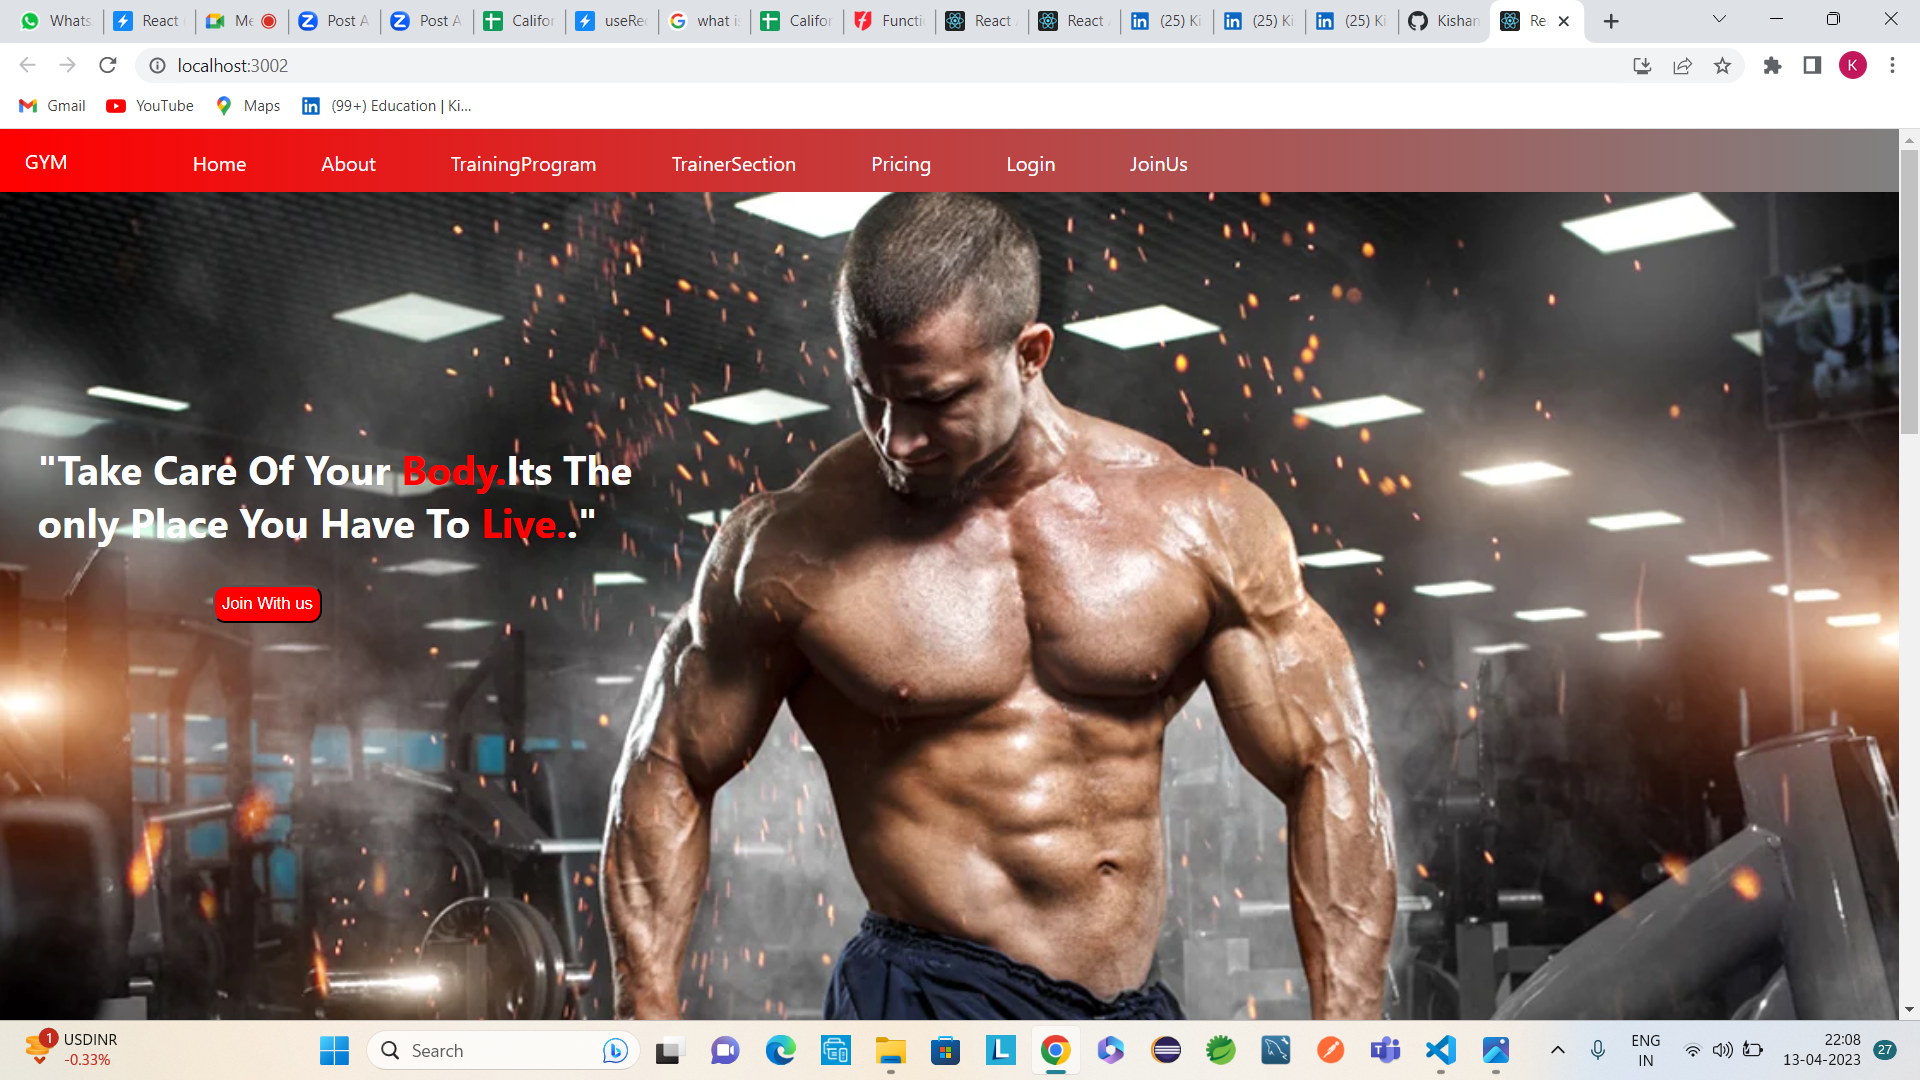 Whats
React
Me
Post A
Post A
Califor
useRec
what is
Califor
Functi
React
React
(25) Ki
(25) Ki
(25) Ki
Kishan
Re
localhost:3002
K
Gmail
YouTube
Maps
(99+) Education | Ki...
GYM
Home
About
TrainingProgram
TrainerSection
Pricing
Login
JoinUs
"Take Care Of Your Body.Its The
only Place You Have To Live.."
Join With us
1
USDINR
-0.33%
Search
L
ENG
IN
22:08
13-04-2023
27